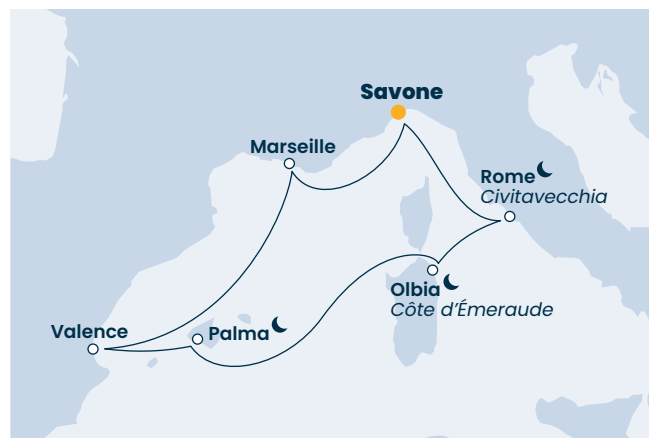 Savone
Marseille
Rome
Civitavecchia
Olbia
Côte d'Émeraude
Valence
Palma